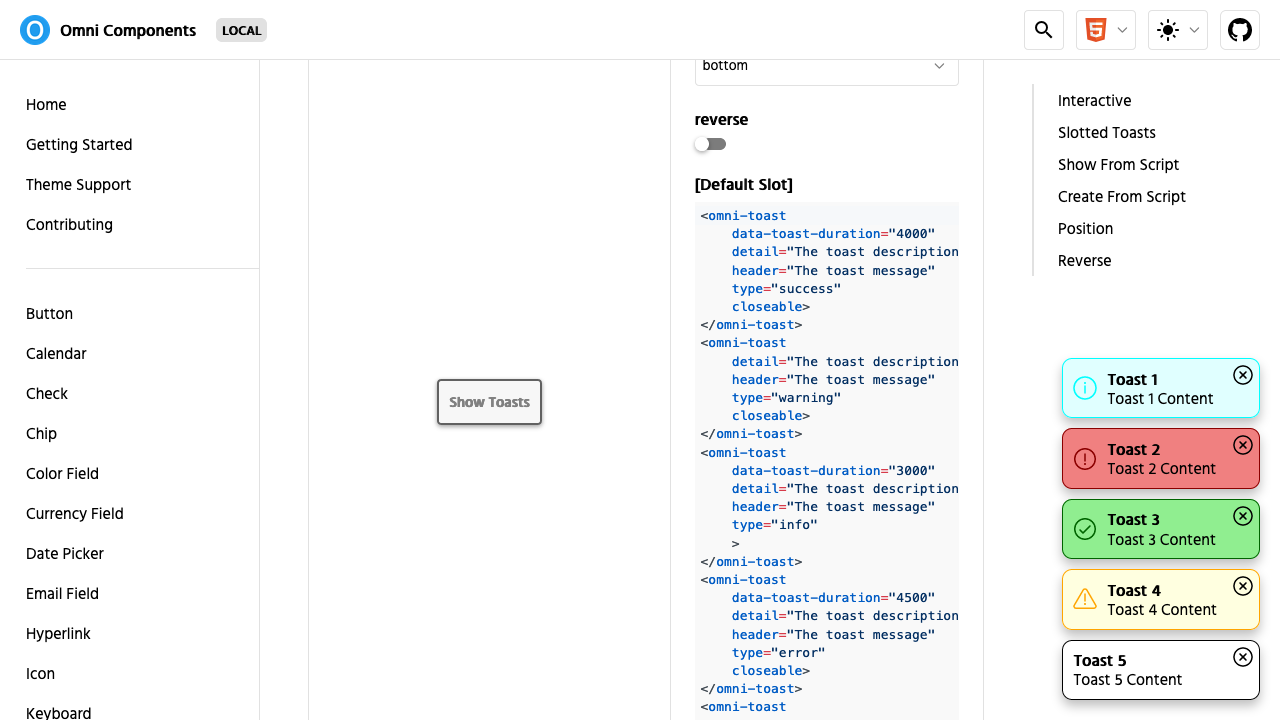 Omni Components LOCAL
Home
Getting Started
Theme Support
Contributing
Button
Calendar
Check
Chip
Color Field
Currency Field
Date Picker
Email Field
Hyperlink
Icon
Keyboard
Show Toasts
bottom
reverse
[Default Slot]
<omni-toast
    data-toast-duration="4000"
    detail="The toast description
    header="The toast message"
    type="success"
    closeable>
</omni-toast>
<omni-toast
    detail="The toast description
    header="The toast message"
    type="warning"
    closeable>
</omni-toast>
<omni-toast
    data-toast-duration="3000"
    detail="The toast description
    header="The toast message"
    type="info"
    >
</omni-toast>
<omni-toast
    data-toast-duration="4500"
    detail="The toast description
    header="The toast message"
    type="error"
    closeable>
</omni-toast>
<omni-toast
Interactive
Slotted Toasts
Show From Script
Create From Script
Position
Reverse
Toast 1
Toast 1 Content
Toast 2
Toast 2 Content
Toast 3
Toast 3 Content
Toast 4
Toast 4 Content
Toast 5
Toast 5 Content